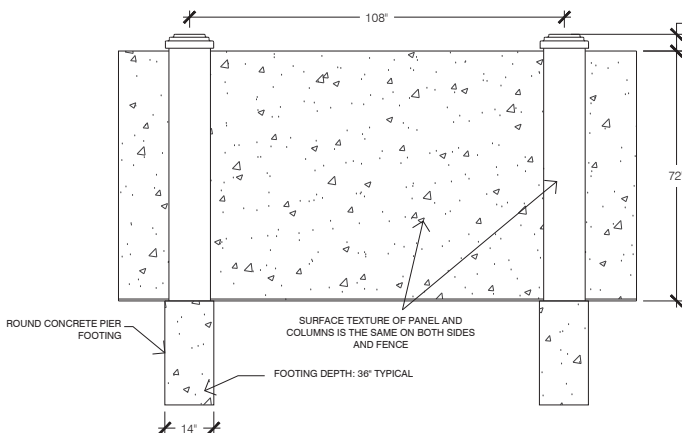 108"
72"
ROUND CONCRETE PIER
FOOTING
SURFACE TEXTURE OF PANEL AND
COLUMNS IS THE SAME ON BOTH SIDES
AND FENCE
FOOTING DEPTH: 36" TYPICAL
14"